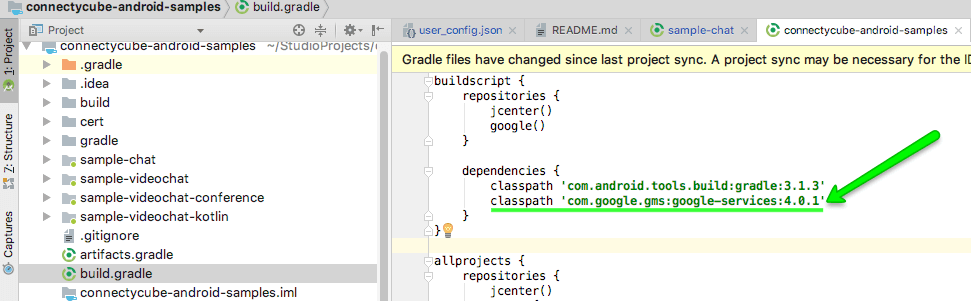 connectycube-android-samples build.gradle
Project
user_config.json README.md sample-chat connectycube-android-samples
1: Project
Z: Structure
Captures
connectycube-android-samples ~/StudioProjects/
.gradle
.idea
build
cert
gradle
sample-chat
sample-videochat
sample-videochat-conference
sample-videochat-kotlin
.gitignore
artifacts.gradle
build.gradle
connectycube-android-samples.iml
Gradle files have changed since last project sync. A project sync may be necessary for the ID
buildscript {
repositories {
jcenter()
google()
}
dependencies {
classpath 'com.android.tools.build:gradle:3.1.3'
classpath 'com.google.gms:google-services:4.0.1'
}
}
allprojects {
repositories {
jcenter()